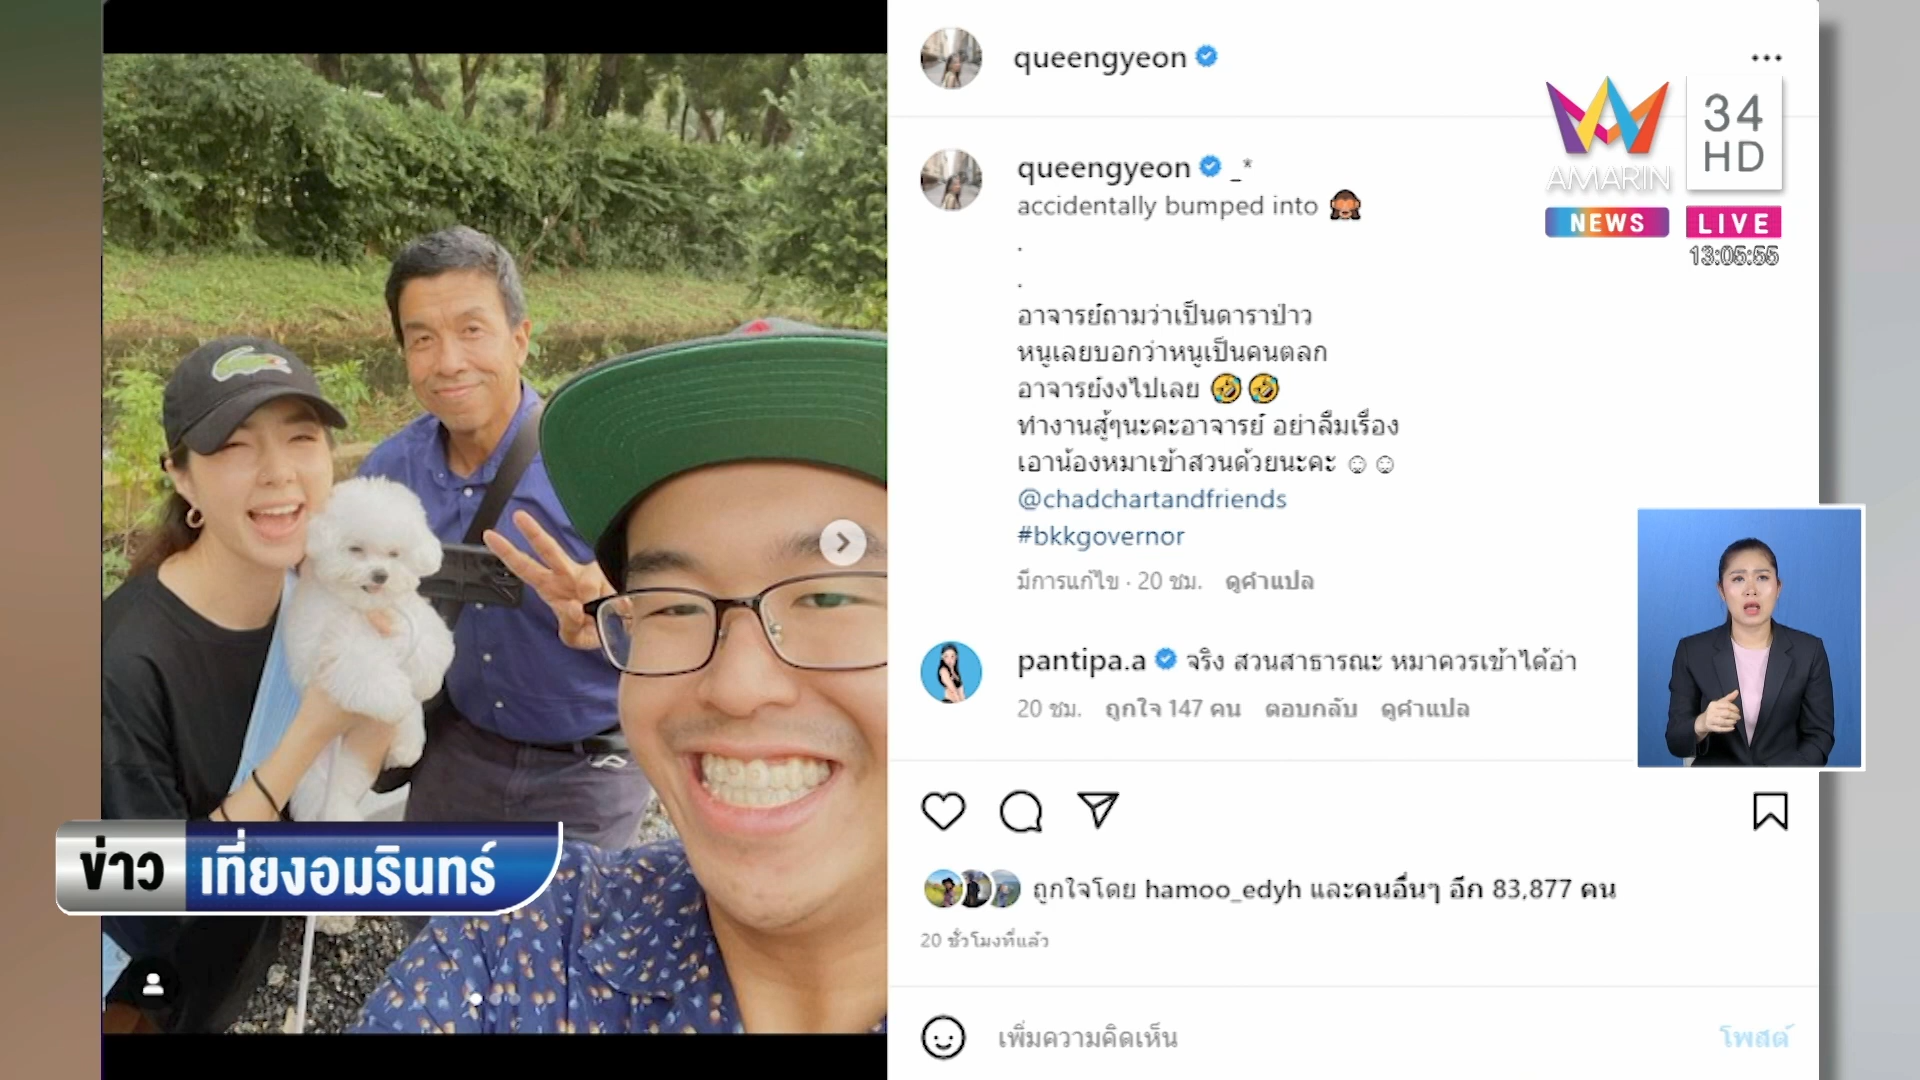 queengyeon
queengyeon _*
accidentally bumped into
.
.
อาจารย์ถามว่าเป็นดาราป่าว
หนูเลยบอกว่าหนูเป็นคนตลก
อาจารย์งงไปเลย
ทำงานสู้ๆนะคะอาจารย์ อย่าลืมเรื่อง
เอาน้องหมาเข้าสวนด้วยนะคะ
@chadchartandfriends
#bkkgovernor
มีการแก้ไข · 20 ชม. ดูคำแปล
pantipa.a จริง สวนสาธารณะ หมาควรเข้าได้อ่า
20 ชม. ถูกใจ 147 คน ตอบกลับ ดูคำแปล
ถูกใจโดย hamoo_edyh และคนอื่นๆ อีก 83,877 คน
20 ชั่วโมงที่แล้ว
เพิ่มความคิดเห็น
โพสต์
AMARIN
34
HD
NEWS
LIVE
13:05:55
ข่าว เที่ยงอมรินทร์